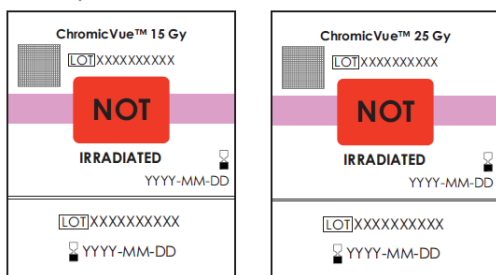 ChromicVue™ 15 Gy
LOT XXXXXXXXXX
NOT
IRRADIATED
YYYY-MM-DD
LOT XXXXXXXXXX
YYYY-MM-DD
ChromicVue™ 25 Gy
LOT XXXXXXXXXX
NOT
IRRADIATED
YYYY-MM-DD
LOT XXXXXXXXXX
YYYY-MM-DD